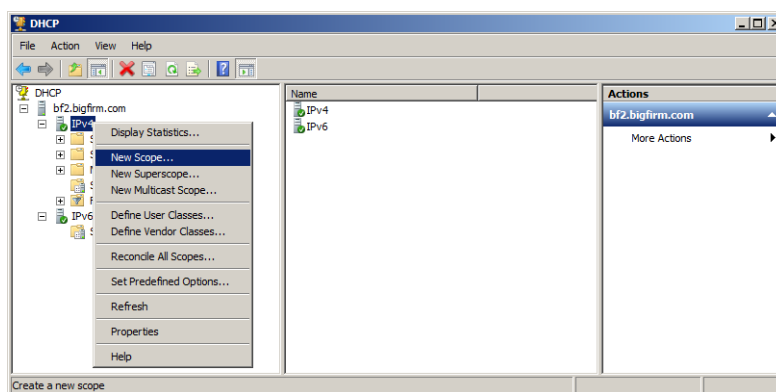 DHCP
File Action View Help
DHCP
bf2.bigfirm.com
IPv4
IPv6
Display Statistics...
New Scope...
New Superscope...
New Multicast Scope...
Define User Classes...
Define Vendor Classes...
Reconcile All Scopes...
Set Predefined Options...
Refresh
Properties
Help
Name
IPv4
IPv6
Actions
bf2.bigfirm.com
More Actions
Create a new scope